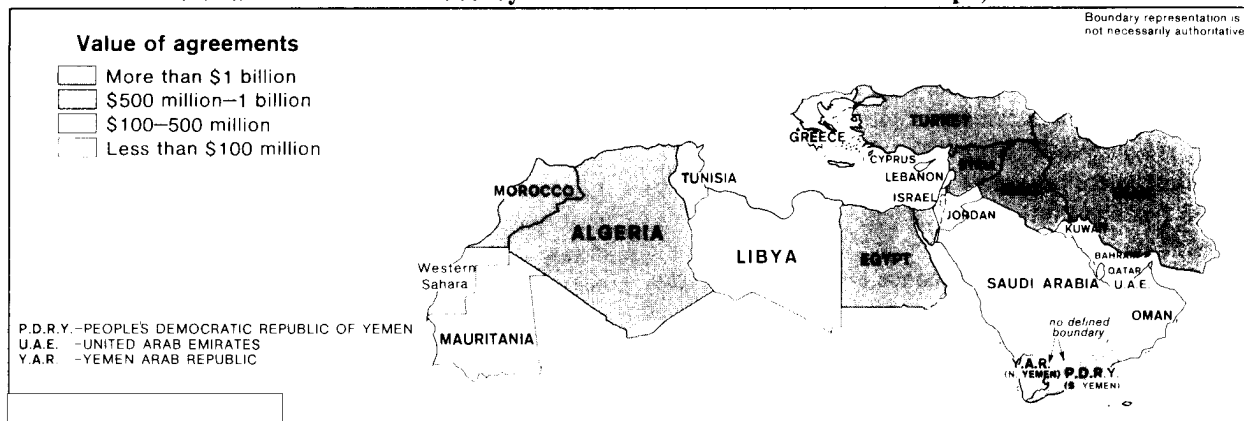 Boundary representation is
not necessarily authoritative
Value of agreements
More than $1 billion
$500 million—1 billion
$100—500 million
Less than $100 million
GREECE
TURKEY
CYPRUS
SYRIA
LEBANON
TUNISIA
MOROCCO
ISRAEL
JORDAN
KUWAIT
ALGERIA
LIBYA
EGYPT
BAHRAIN
QATAR
U.A.E.
Western
Sahara
SAUDI ARABIA
OMAN
MAURITANIA
no defined
boundary
P.D.R.Y.-PEOPLE'S DEMOCRATIC REPUBLIC OF YEMEN
U.A.E. -UNITED ARAB EMIRATES
Y.A.R. -YEMEN ARAB REPUBLIC
Y.A.R.
(N. YEMEN)
P.D.R.Y.
(S YEMEN)